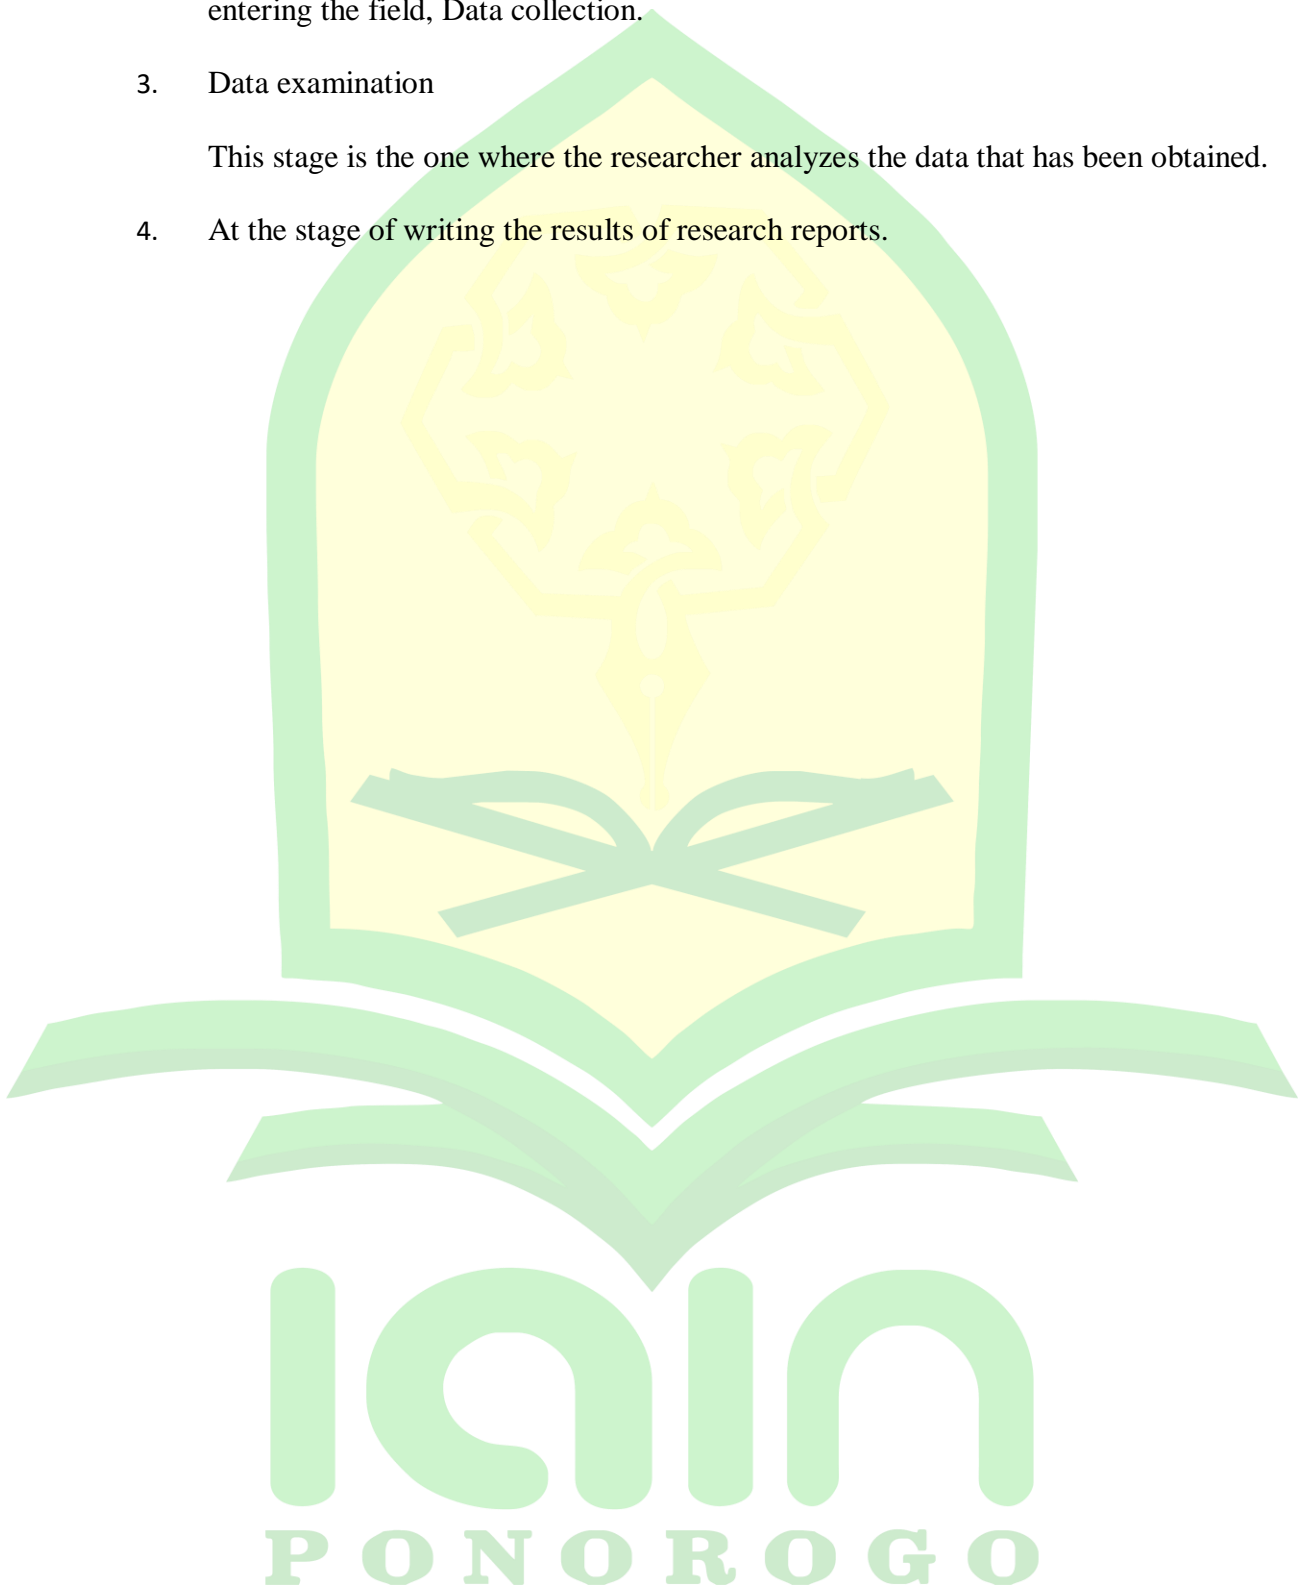 entering the field, Data collection.
3. Data examination
This stage is the one where the researcher analyzes the data that has been obtained.
4. At the stage of writing the results of research reports.
iain
PONOROGO